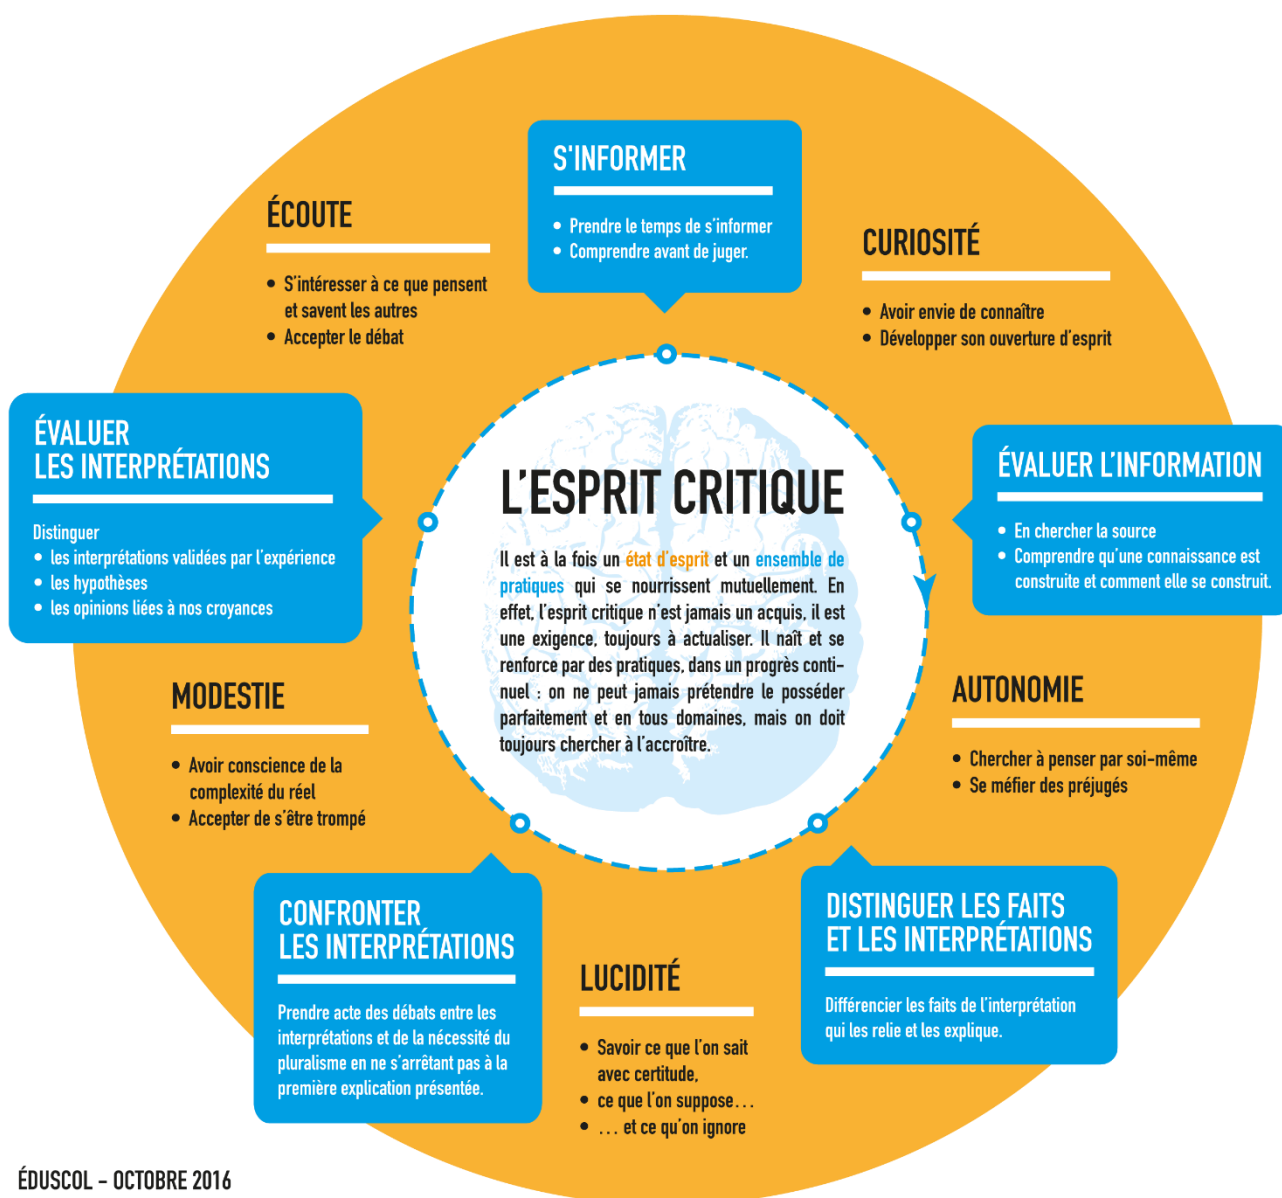 S'INFORMER
• Prendre le temps de s'informer
• Comprendre avant de juger.
CURIOSITÉ
• Avoir envie de connaître
• Développer son ouverture d'esprit
ÉVALUER L'INFORMATION
• En chercher la source
• Comprendre qu'une connaissance est
construite et comment elle se construit.
AUTONOMIE
• Chercher à penser par soi-même
• Se méfier des préjugés
DISTINGUER LES FAITS
ET LES INTERPRÉTATIONS
Différencier les faits de l'interprétation
qui les relie et les explique.
LUCIDITÉ
• Savoir ce que l'on sait
avec certitude,
• ce que l'on suppose...
• ... et ce qu'on ignore
CONFRONTER
LES INTERPRÉTATIONS
Prendre acte des débats entre les
interprétations et de la nécessité du
pluralisme en ne s'arrêtant pas à la
première explication présentée.
MODESTIE
• Avoir conscience de la
complexité du réel
• Accepter de s'être trompé
ÉVALUER
LES INTERPRÉTATIONS
Distinguer
• les interprétations validées par l'expérience
• les hypothèses
• les opinions liées à nos croyances
ÉCOUTE
• S'intéresser à ce que pensent
et savent les autres
• Accepter le débat
L'ESPRIT CRITIQUE
Il est à la fois un état d'esprit et un ensemble de
pratiques qui se nourrissent mutuellement. En
effet, l'esprit critique n'est jamais un acquis, il est
une exigence, toujours à actualiser. Il naît et se
renforce par des pratiques, dans un progrès conti-
nuel : on ne peut jamais prétendre le posséder
parfaitement et en tous domaines, mais on doit
toujours chercher à l'accroître.
ÉDUSCOL - OCTOBRE 2016